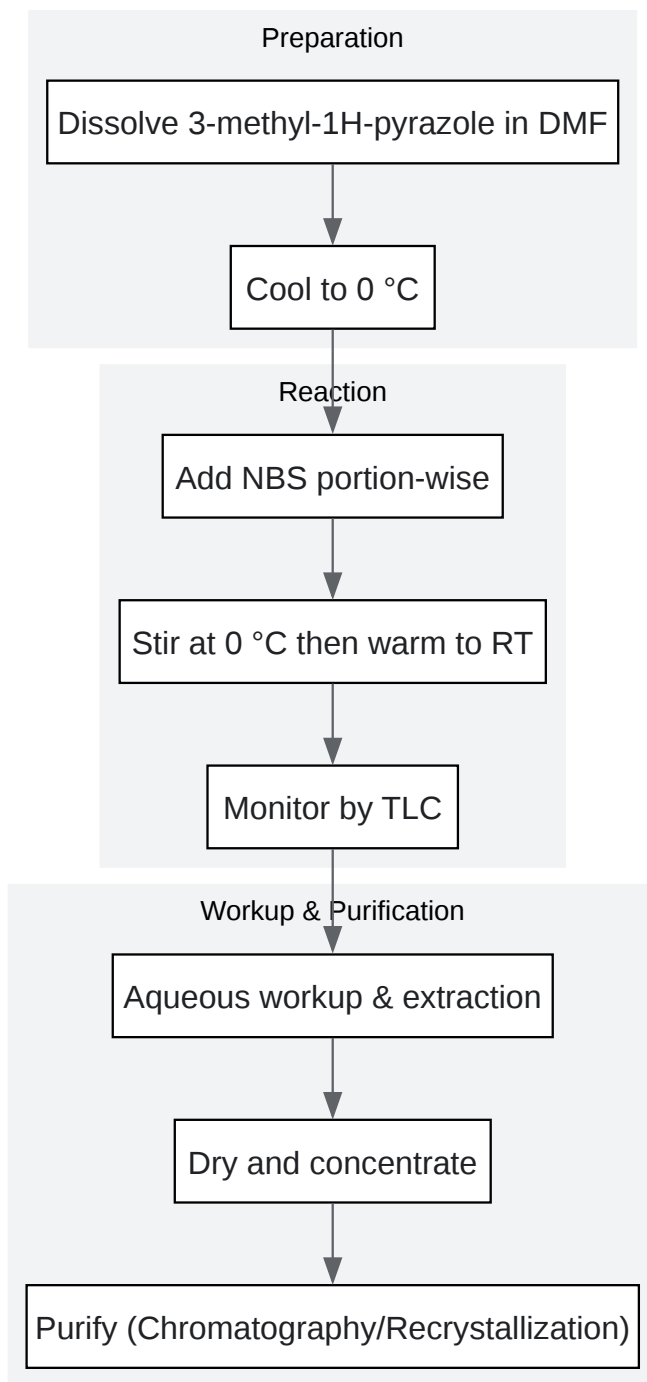 Preparation
Dissolve 3-methyl-1H-pyrazole in DMF
Cool to 0 °C
Reaction
Add NBS portion-wise
Stir at 0 °C then warm to RT
Monitor by TLC
Workup & Purification
Aqueous workup & extraction
Dry and concentrate
Purify (Chromatography/Recrystallization)